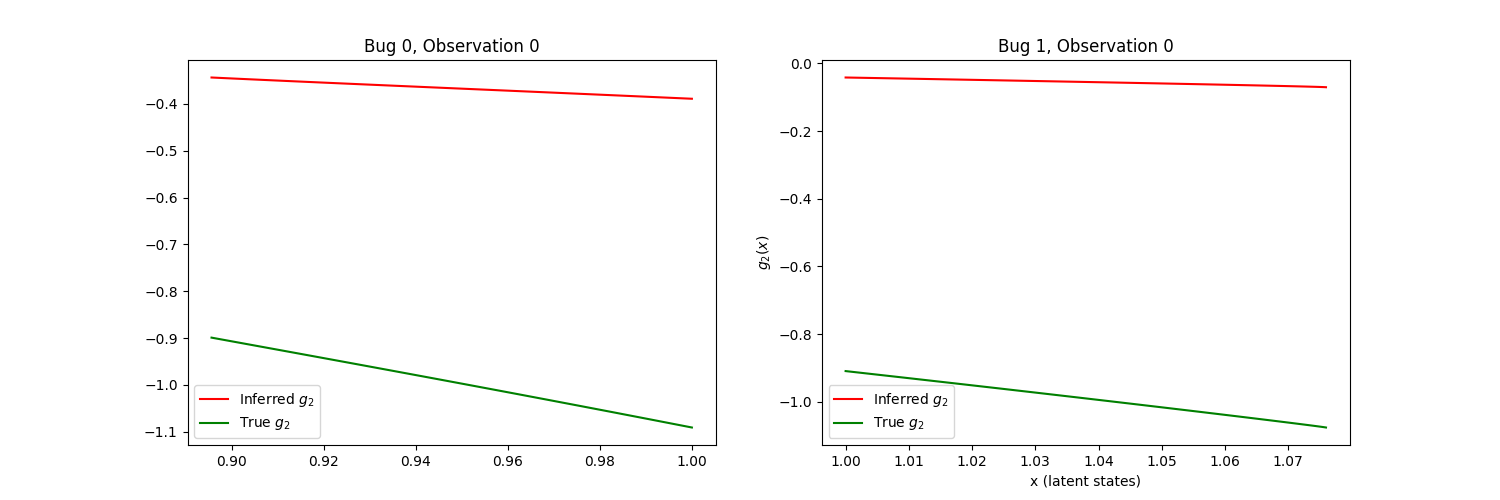 Bug 0, Observation 0
−0.4
−0.5
−0.6
−0.7
−0.8
−0.9
−1.0
−1.1
Inferred g₂
True g₂
0.90 0.92 0.94 0.96 0.98 1.00
Bug 1, Observation 0
g₂(x)
0.0
−0.2
−0.4
−0.6
−0.8
−1.0
Inferred g₂
True g₂
1.00 1.01 1.02 1.03 1.04 1.05 1.06 1.07
x (latent states)